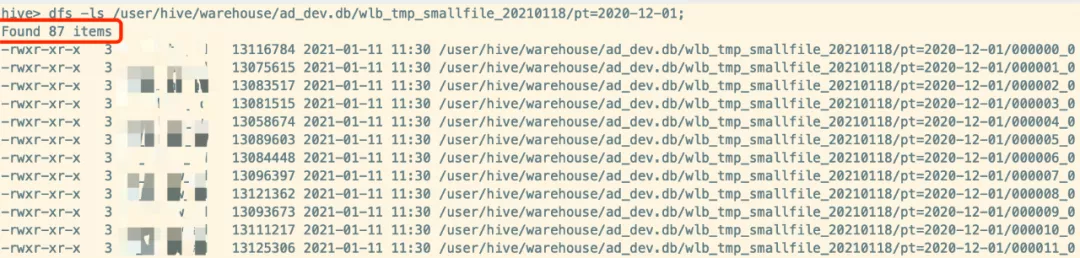 hive> dfs -ls /user/hive/warehouse/ad_dev.db/wlb_tmp_smallfile_20210118/pt=2020-12-01;
Found 87 items
-rwxr-xr-x 3 13116784 2021-01-11 11:30 /user/hive/warehouse/ad_dev.db/wlb_tmp_smallfile_20210118/pt=2020-12-01/000000_0
-rwxr-xr-x 3 13075615 2021-01-11 11:30 /user/hive/warehouse/ad_dev.db/wlb_tmp_smallfile_20210118/pt=2020-12-01/000001_0
-rwxr-xr-x 3 13083517 2021-01-11 11:30 /user/hive/warehouse/ad_dev.db/wlb_tmp_smallfile_20210118/pt=2020-12-01/000002_0
-rwxr-xr-x 3 13081515 2021-01-11 11:30 /user/hive/warehouse/ad_dev.db/wlb_tmp_smallfile_20210118/pt=2020-12-01/000003_0
-rwxr-xr-x 3 13058674 2021-01-11 11:30 /user/hive/warehouse/ad_dev.db/wlb_tmp_smallfile_20210118/pt=2020-12-01/000004_0
-rwxr-xr-x 3 13089603 2021-01-11 11:30 /user/hive/warehouse/ad_dev.db/wlb_tmp_smallfile_20210118/pt=2020-12-01/000005_0
-rwxr-xr-x 3 13084448 2021-01-11 11:30 /user/hive/warehouse/ad_dev.db/wlb_tmp_smallfile_20210118/pt=2020-12-01/000006_0
-rwxr-xr-x 3 13096397 2021-01-11 11:30 /user/hive/warehouse/ad_dev.db/wlb_tmp_smallfile_20210118/pt=2020-12-01/000007_0
-rwxr-xr-x 3 13121362 2021-01-11 11:30 /user/hive/warehouse/ad_dev.db/wlb_tmp_smallfile_20210118/pt=2020-12-01/000008_0
-rwxr-xr-x 3 13093673 2021-01-11 11:30 /user/hive/warehouse/ad_dev.db/wlb_tmp_smallfile_20210118/pt=2020-12-01/000009_0
-rwxr-xr-x 3 13111217 2021-01-11 11:30 /user/hive/warehouse/ad_dev.db/wlb_tmp_smallfile_20210118/pt=2020-12-01/000010_0
-rwxr-xr-x 3 13125306 2021-01-11 11:30 /user/hive/warehouse/ad_dev.db/wlb_tmp_smallfile_20210118/pt=2020-12-01/000011_0